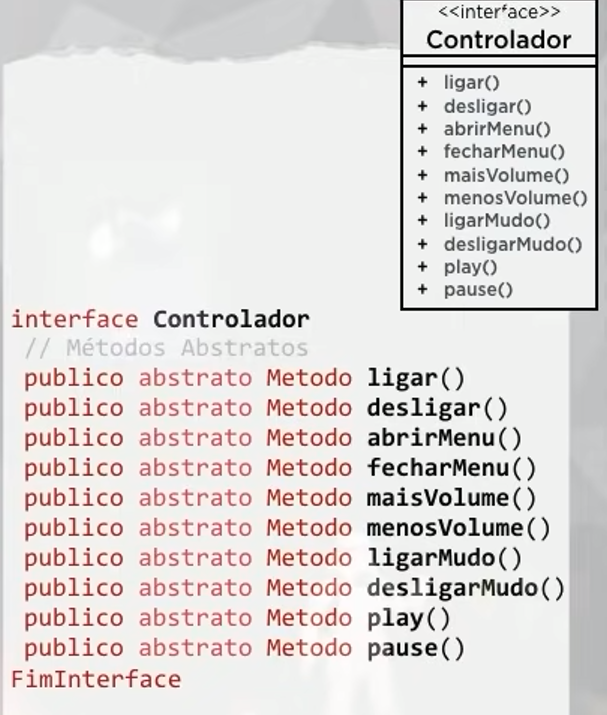 <<interface>>
Controlador
+ ligar()
+ desligar()
+ abrirMenu()
+ fecharMenu()
+ maisVolume()
+ menosVolume()
+ ligarMudo()
+ desligarMudo()
+ play()
+ pause()
interface Controlador
// Métodos Abstratos
publico abstrato Metodo ligar()
publico abstrato Metodo desligar()
publico abstrato Metodo abrirMenu()
publico abstrato Metodo fecharMenu()
publico abstrato Metodo maisVolume()
publico abstrato Metodo menosVolume()
publico abstrato Metodo ligarMudo()
publico abstrato Metodo desligarMudo()
publico abstrato Metodo play()
publico abstrato Metodo pause()
FimInterface